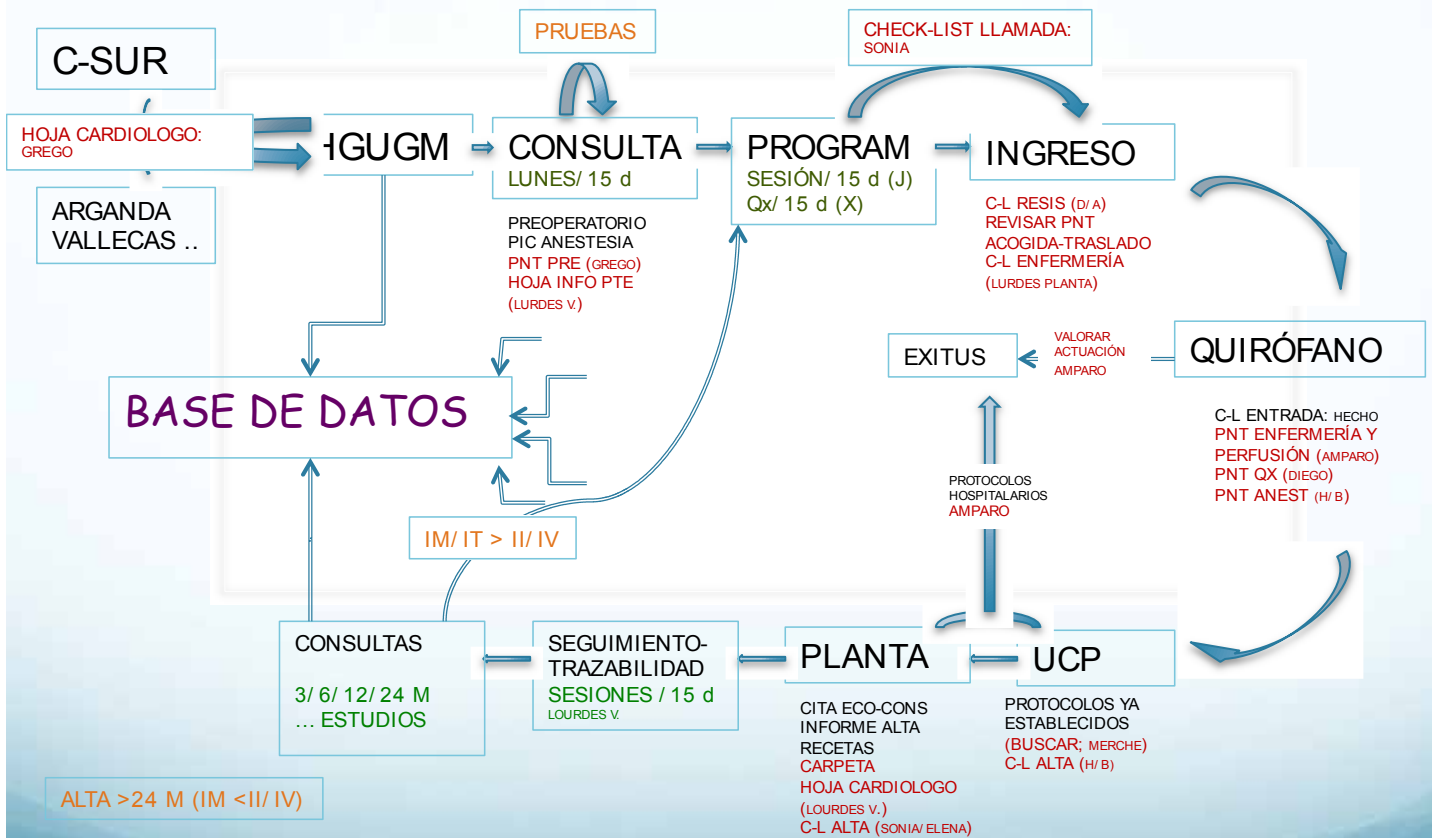 PRUEBAS
CHECK-LIST LLAMADA:
SONIA
C-SUR
HOJA CARDIOLOGO:
GREGO
ARGANDA
VALLECAS ..
HGUGM
CONSULTA
LUNES/ 15 d
PREOPERATORIO
PIC ANESTESIA
PNT PRE (GREGO)
HOJA INFO PTE
(LURDES V.)
PROGRAM
SESIÓN/ 15 d (J)
Qx/ 15 d (X)
INGRESO
C-L RESIS (D/ A)
REVISAR PNT
ACOGIDA-TRASLADO
C-L ENFERMERÍA
(LURDES PLANTA)
EXITUS
VALORAR
ACTUACIÓN
AMPARO
QUIRÓFANO
C-L ENTRADA: HECHO
PNT ENFERMERÍA Y
PERFUSIÓN (AMPARO)
PNT QX (DIEGO)
PNT ANEST (H/ B)
BASE DE DATOS
PROTOCOLOS
HOSPITALARIOS
AMPARO
IM/ IT > II/ IV
CONSULTAS
3/ 6/ 12/ 24 M
... ESTUDIOS
SEGUIMIENTO-
TRAZABILIDAD
SESIONES / 15 d
LOURDES V.
PLANTA
CITA ECO-CONS
INFORME ALTA
RECETAS
CARPETA
HOJA CARDIOLOGO
(LOURDES V.)
C-L ALTA (SONIA/ ELENA)
UCP
PROTOCOLOS YA
ESTABLECIDOS
(BUSCAR; MERCHE)
C-L ALTA (H/ B)
ALTA >24 M (IM <II/ IV)